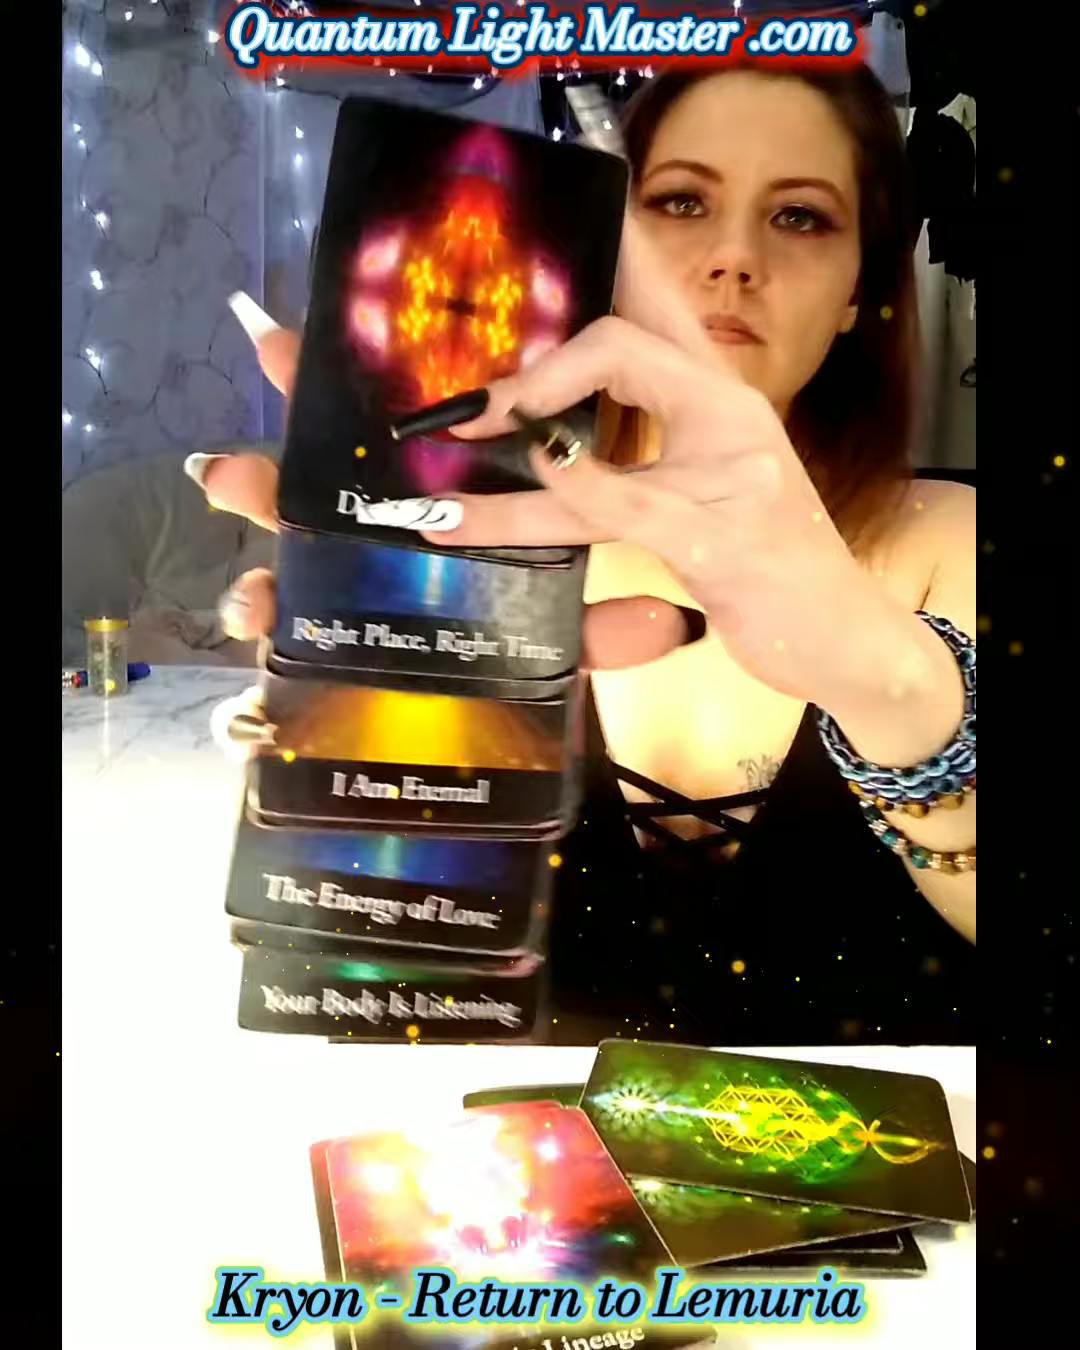 Quantum Light Master .com
Right Place, Right Time
I Am Eternal
The Energy of Love
Your Body Is Listening
Kryon - Return to Lemuria
Lineage